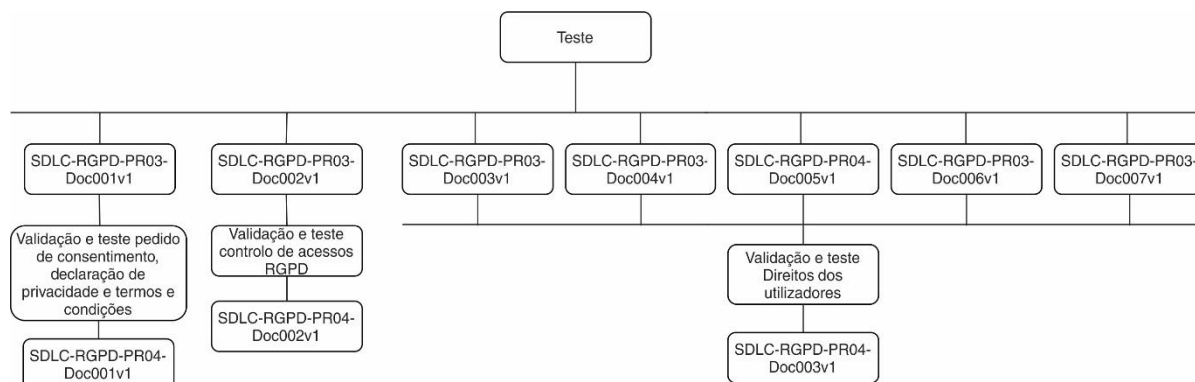 Teste
SDLC-RGPD-PR03-
Doc001v1
SDLC-RGPD-PR03-
Doc002v1
SDLC-RGPD-PR03-
Doc003v1
SDLC-RGPD-PR03-
Doc004v1
SDLC-RGPD-PR04-
Doc005v1
SDLC-RGPD-PR03-
Doc006v1
SDLC-RGPD-PR03-
Doc007v1
Validação e teste pedido
de consentimento,
declaração de
privacidade e termos e
condições
Validação e teste
controlo de acessos
RGPD
Validação e teste
Direitos dos
utilizadores
SDLC-RGPD-PR04-
Doc001v1
SDLC-RGPD-PR04-
Doc002v1
SDLC-RGPD-PR04-
Doc003v1